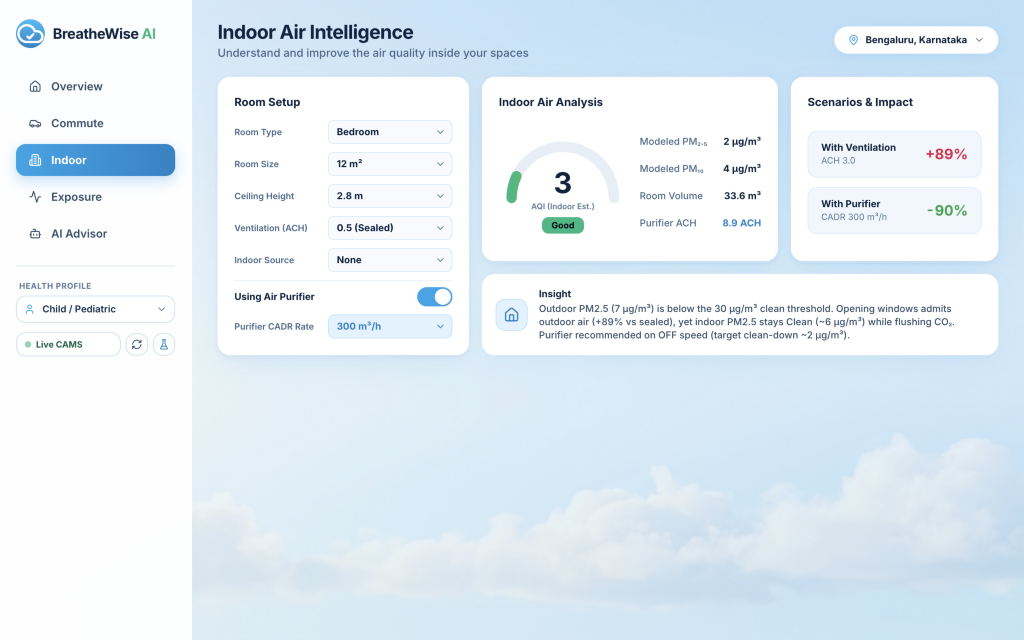 BreatheWise AI
Overview
Commute
Indoor
Exposure
AI Advisor
HEALTH PROFILE
Child / Pediatric
Live CAMS
Indoor Air Intelligence
Understand and improve the air quality inside your spaces
Bengaluru, Karnataka
Room Setup
Room Type Bedroom
Room Size 12 m²
Ceiling Height 2.8 m
Ventilation (ACH) 0.5 (Sealed)
Indoor Source None
Using Air Purifier
Purifier CADR Rate 300 m³/h
Indoor Air Analysis
3
AQI (Indoor Est.)
Good
Modeled PM₂.₅ 2 µg/m³
Modeled PM₁₀ 4 µg/m³
Room Volume 33.6 m³
Purifier ACH 8.9 ACH
Scenarios & Impact
With Ventilation
ACH 3.0
+89%
With Purifier
CADR 300 m³/h
-90%
Insight
Outdoor PM2.5 (7 µg/m³) is below the 30 µg/m³ clean threshold. Opening windows admits
outdoor air (+89% vs sealed), yet indoor PM2.5 stays Clean (~6 µg/m³) while flushing CO₂.
Purifier recommended on OFF speed (target clean-down ~2 µg/m³).